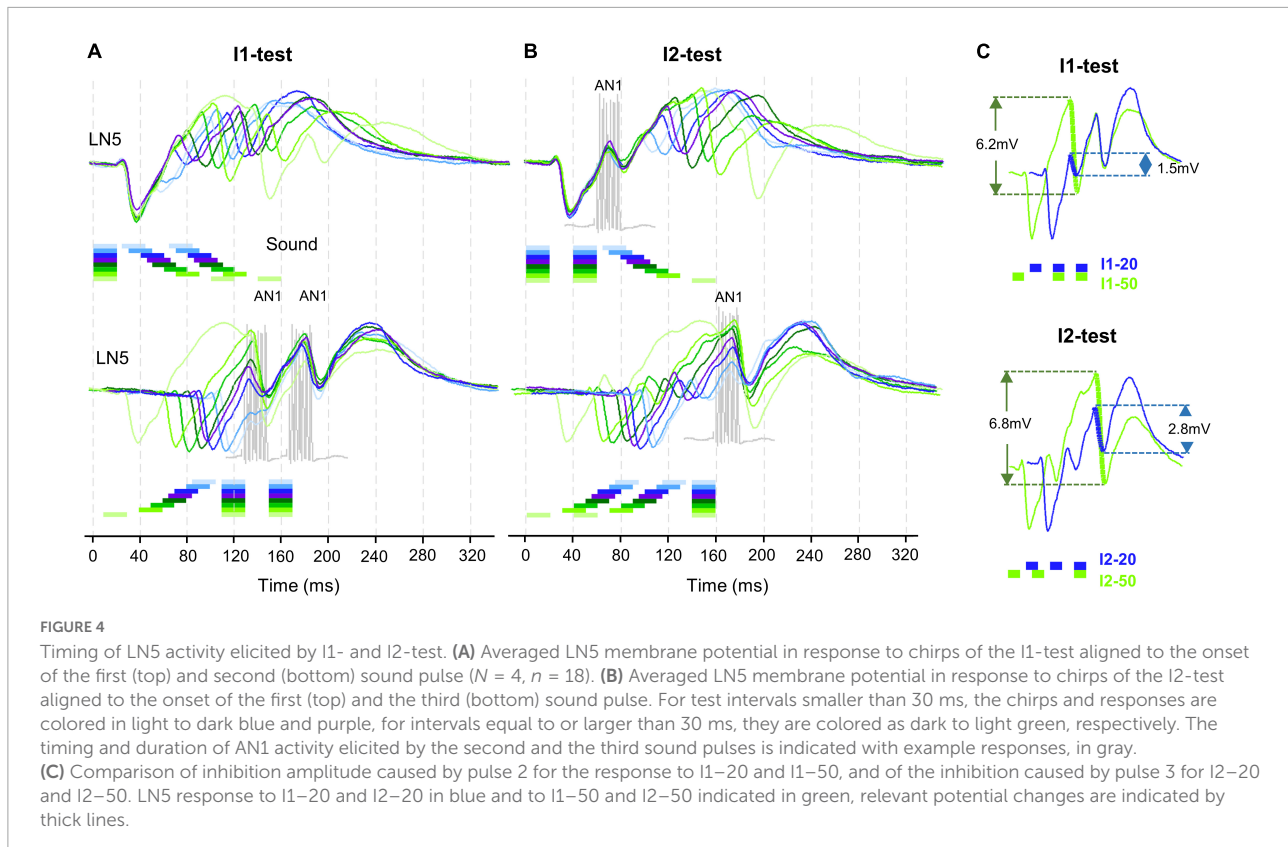 A
I1-test
B
I2-test
C
I1-test
AN1
LN5
6.2mV
1.5mV
Sound
I1-20
I1-50
AN1
AN1
AN1
LN5
I2-test
6.8mV
2.8mV
I2-20
I2-50
0 40 80 120 160 200 240 280 320
0 40 80 120 160 200 240 280 320
Time (ms)
Time (ms)
FIGURE 4
Timing of LN5 activity elicited by I1- and I2-test. (A) Averaged LN5 membrane potential in response to chirps of the I1-test aligned to the onset
of the first (top) and second (bottom) sound pulse (N = 4, n = 18). (B) Averaged LN5 membrane potential in response to chirps of the I2-test
aligned to the onset of the first (top) and the third (bottom) sound pulse. For test intervals smaller than 30 ms, the chirps and responses are
colored in light to dark blue and purple, for intervals equal to or larger than 30 ms, they are colored as dark to light green, respectively. The
timing and duration of AN1 activity elicited by the second and the third sound pulses is indicated with example responses, in gray.
(C) Comparison of inhibition amplitude caused by pulse 2 for the response to I1–20 and I1–50, and of the inhibition caused by pulse 3 for I2–20
and I2–50. LN5 response to I1–20 and I2–20 in blue and to I1–50 and I2–50 indicated in green, relevant potential changes are indicated by
thick lines.